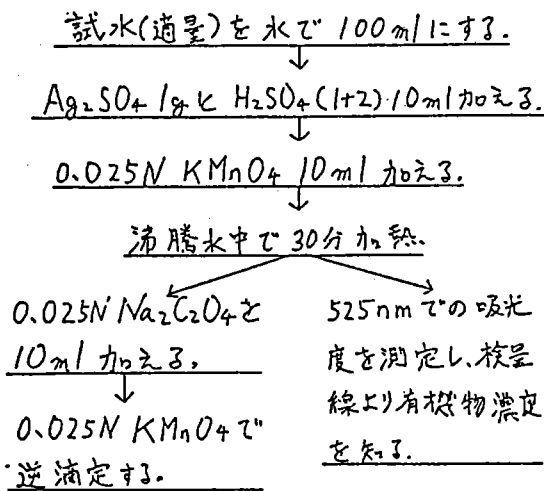 試水(適量)を水で100mlにする.
Ag₂SO₄ 1gとH₂SO₄(1+2)10ml加える.
0.025N KMnO₄ 10ml加える.
沸騰水中で30分加熱.
0.025N Na₂C₂O₄を
10ml加える.
0.025N KMnO₄で
逆滴定する.
525nmでの吸光
度を測定し、検量
線より有機物濃度
を知る.